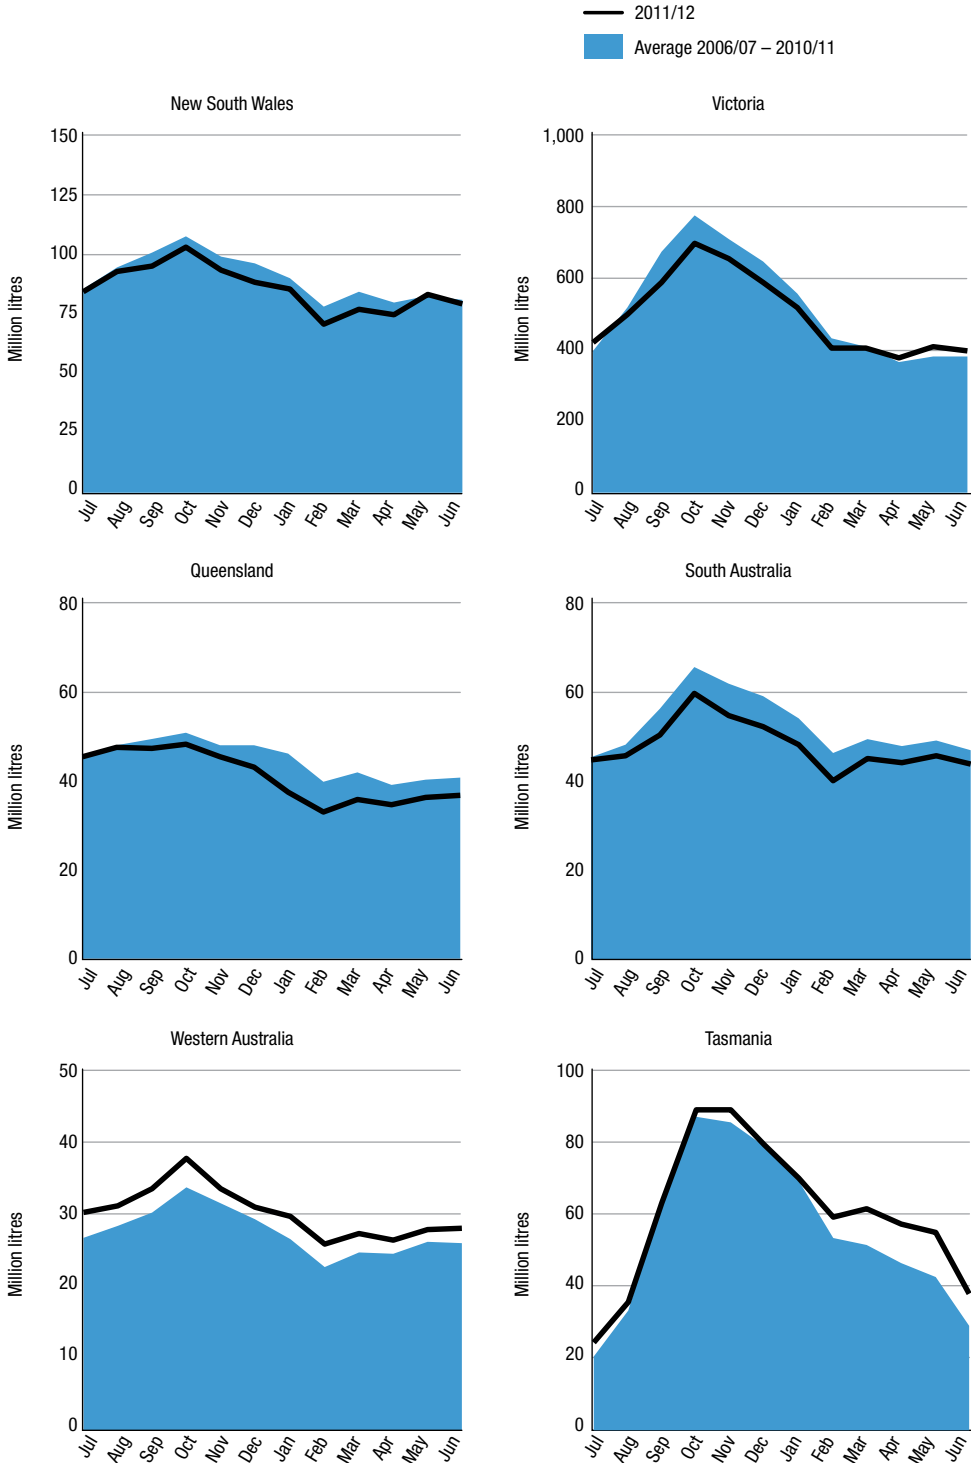 2011/12
Average 2006/07 – 2010/11
New South Wales
Million litres
150
125
100
75
50
25
0
Jul Aug Sep Oct Nov Dec Jan Feb Mar Apr May Jun
Victoria
Million litres
1,000
800
600
400
200
0
Jul Aug Sep Oct Nov Dec Jan Feb Mar Apr May Jun
Queensland
Million litres
80
60
40
20
0
Jul Aug Sep Oct Nov Dec Jan Feb Mar Apr May Jun
South Australia
Million litres
80
60
40
20
0
Jul Aug Sep Oct Nov Dec Jan Feb Mar Apr May Jun
Western Australia
Million litres
50
40
30
20
10
0
Jul Aug Sep Oct Nov Dec Jan Feb Mar Apr May Jun
Tasmania
Million litres
100
80
60
40
20
0
Jul Aug Sep Oct Nov Dec Jan Feb Mar Apr May Jun